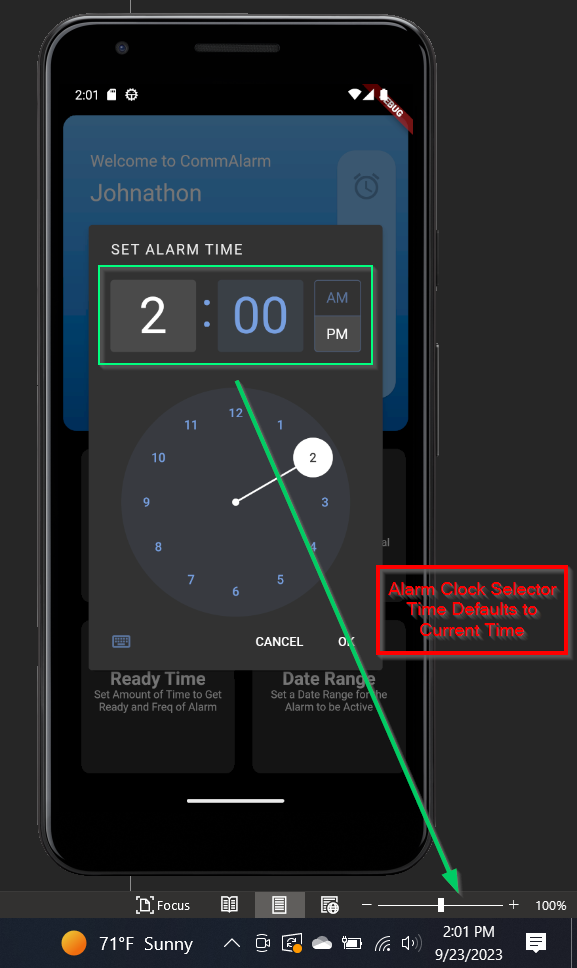 2:01
DEBUG
Welcome to CommAlarm
Johnathon
SET ALARM TIME
2 : 00
AM
PM
12
1
2
3
4
5
6
7
8
9
10
11
al
CANCEL
OK
Alarm Clock Selector
Time Defaults to
Current Time
Ready Time
Set Amount of Time to Get
Ready and Freq of Alarm
Date Range
Set a Date Range for the
Alarm to be Active
Focus
100%
71°F Sunny
2:01 PM
9/23/2023